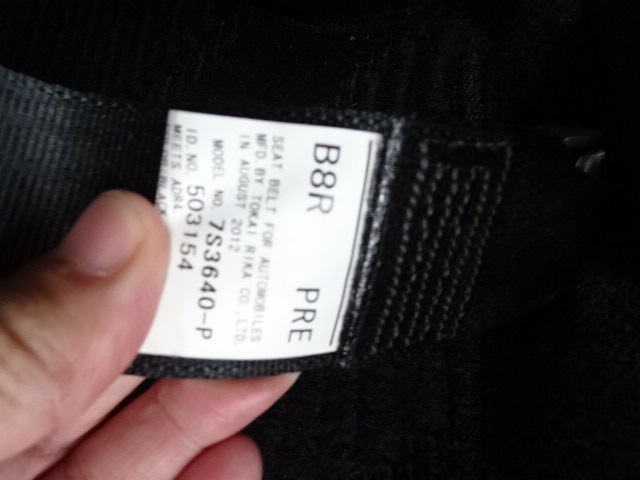 B8R PRE
SEAT BELT FOR AUTOMOBILES
MFD.BY TOKAI RIKA CO.,LTD.
IN AUGUST 2012
MODEL NO. 7S3640-P
ID.NO. 503154
MEETS ADR4
BLACK